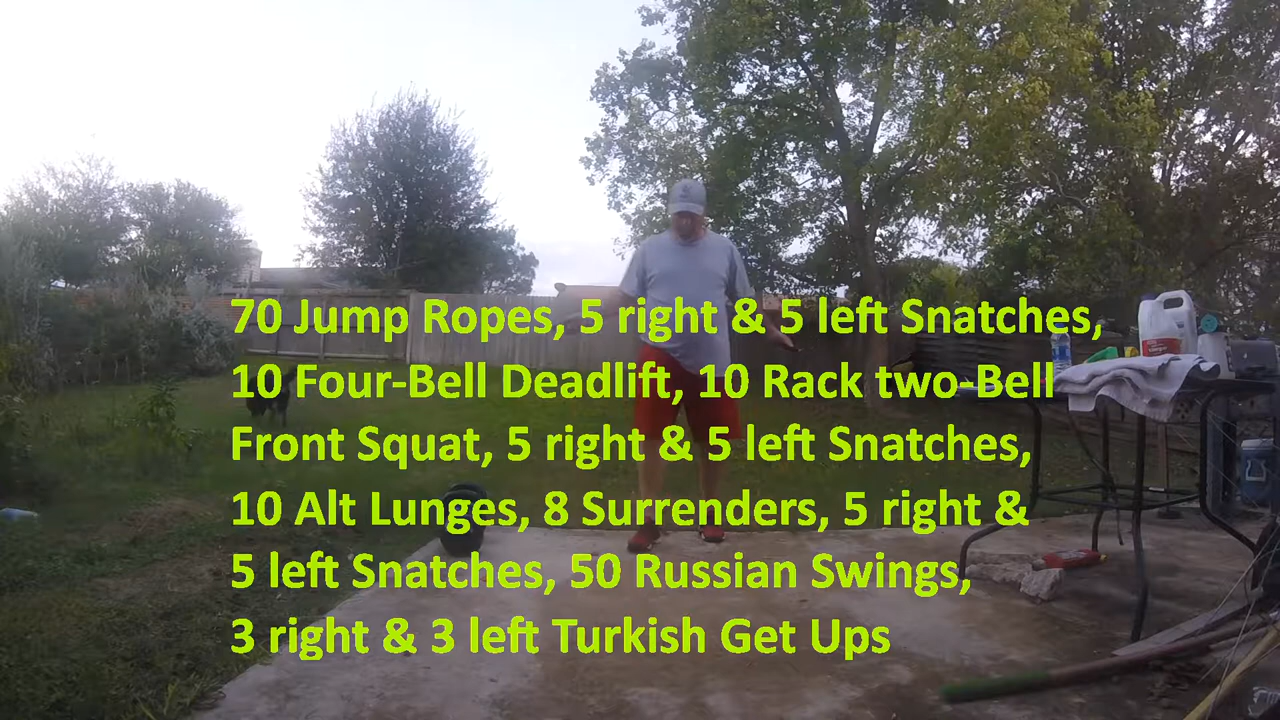 70 Jump Ropes, 5 right & 5 left Snatches,
10 Four-Bell Deadlift, 10 Rack two-Bell
Front Squat, 5 right & 5 left Snatches,
10 Alt Lunges, 8 Surrenders, 5 right &
5 left Snatches, 50 Russian Swings,
3 right & 3 left Turkish Get Ups